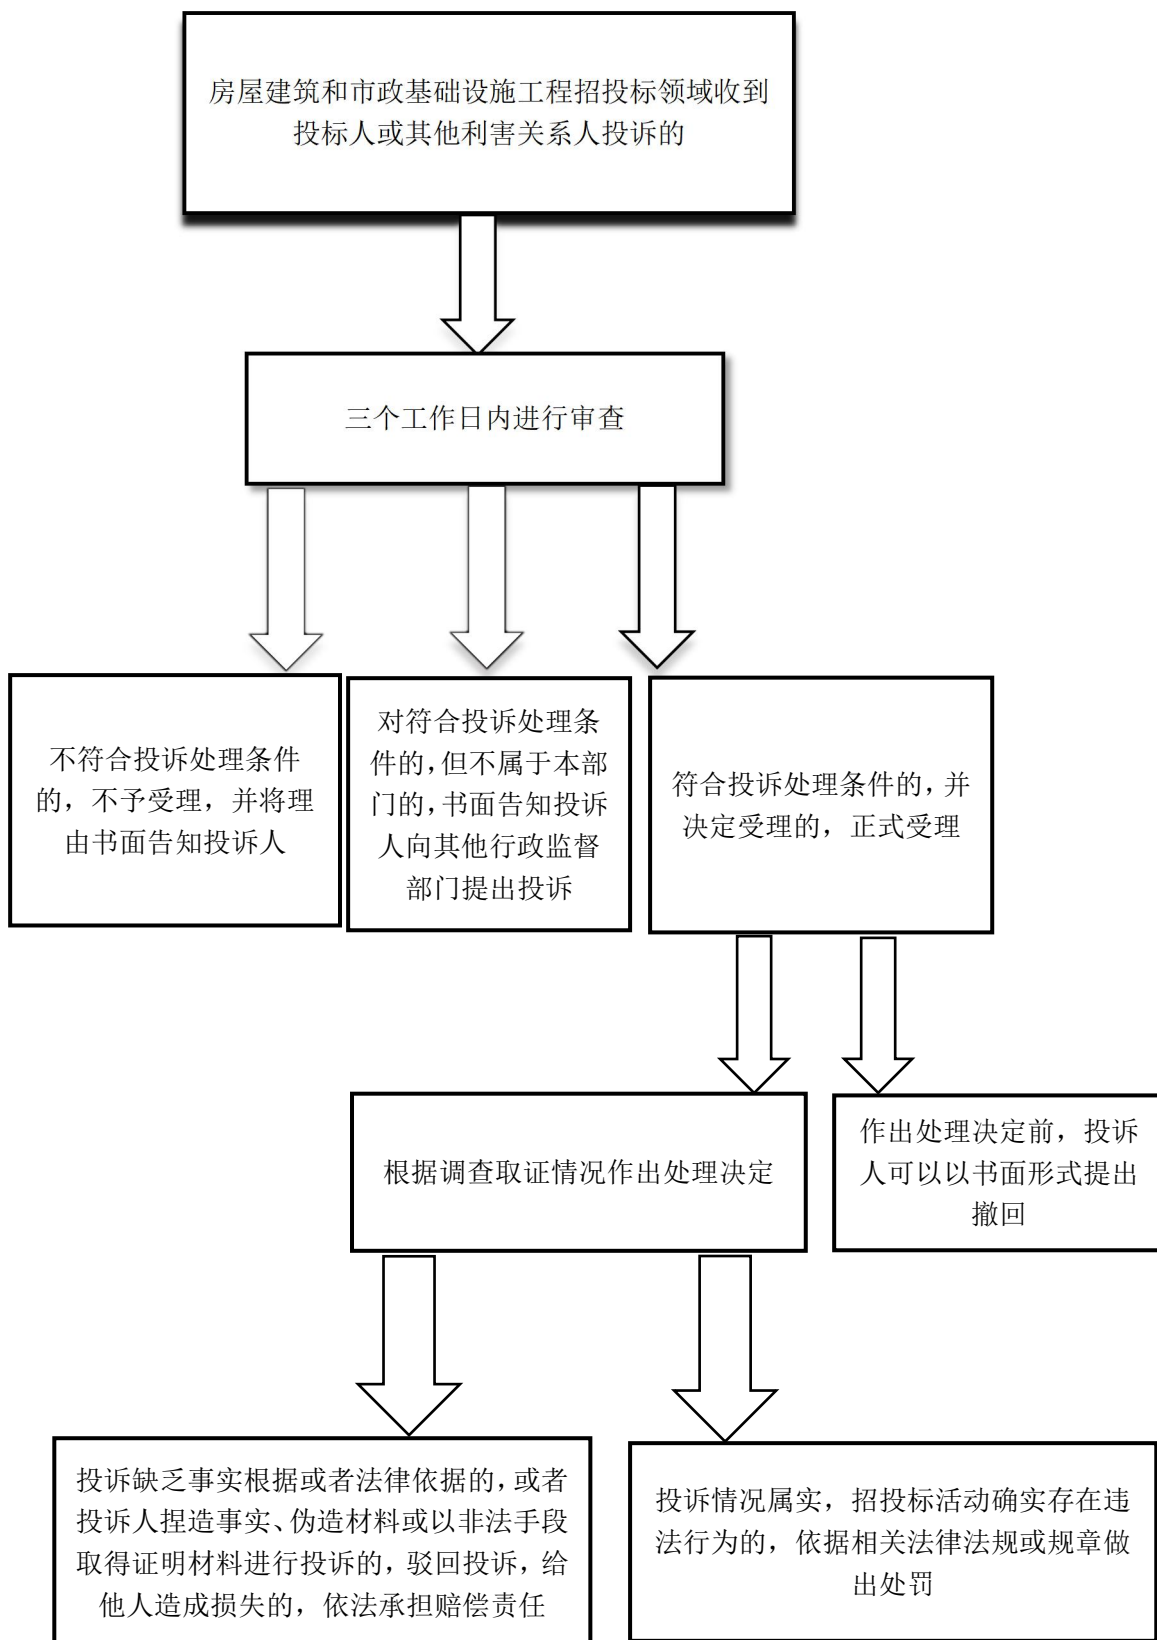 房屋建筑和市政基础设施工程招投标领域收到
投标人或其他利害关系人投诉的
三个工作日内进行审查
不符合投诉处理条件
的，不予受理，并将理
由书面告知投诉人
对符合投诉处理条
件的，但不属于本部
门的，书面告知投诉
人向其他行政监督
部门提出投诉
符合投诉处理条件的，并
决定受理的，正式受理
根据调查取证情况作出处理决定
作出处理决定前，投诉
人可以以书面形式提出
撤回
投诉缺乏事实根据或者法律依据的，或者
投诉人捏造事实、伪造材料或以非法手段
取得证明材料进行投诉的，驳回投诉，给
他人造成损失的，依法承担赔偿责任
投诉情况属实，招投标活动确实存在违
法行为的，依据相关法律法规或规章做
出处罚